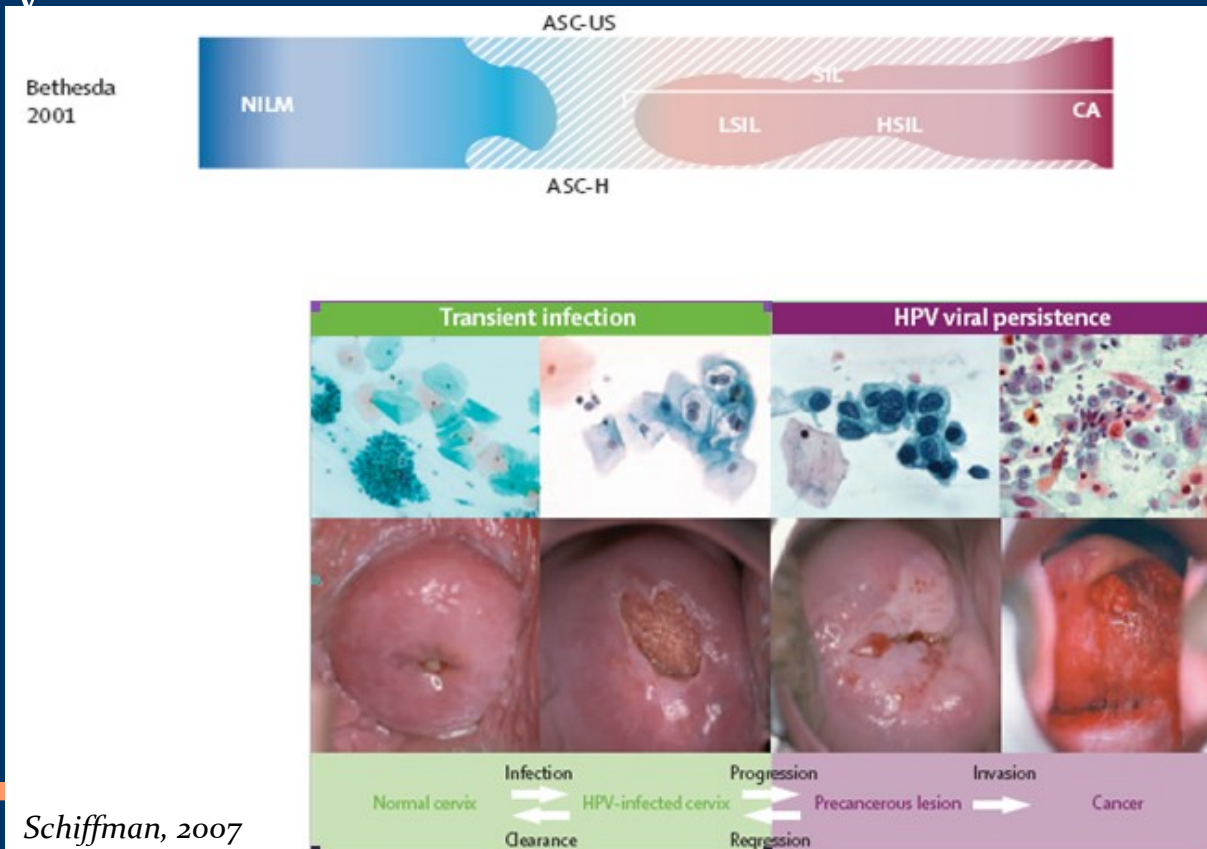 ASC-US
Bethesda
2001
NILM
SIL
LSIL
HSIL
CA
ASC-H
Transient infection
HPV viral persistence
Infection
Progression
Invasion
Normal cervix
HPV-infected cervix
Precancerous lesion
Cancer
Clearance
Regression
Schiffman, 2007